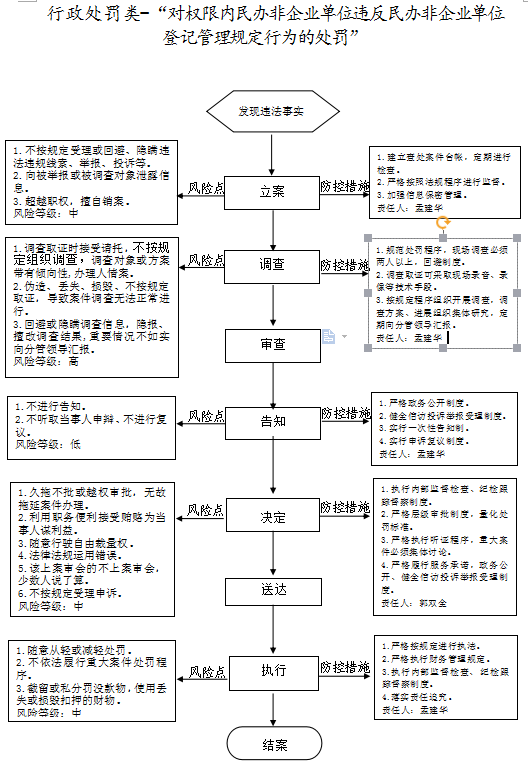 行政处罚类-“对权限内民办非企业单位违反民办非企业单位
登记管理规定行为的处罚”
发现违法事实
1.不按规定受理或回避、隐瞒违
法违规线索、举报、投诉等。
2.向被举报或被调查对象泄露信
息。
3.超越职权，擅自销案。
风险等级：中
风险点
立案
防控措施
1.建立查处案件台帐，定期进行
检查。
2.严格按照法规程序进行监督。
3.加强信息保密管理。
责任人：孟建华
1.调查取证时接受请托，不按规
定组织调查，调查对象或方案
带有倾向性，办理人情案。
2.伪造、丢失、损毁、不按规定
取证，导致案件调查无法正常进
行。
3.回避或隐瞒调查信息，隐报、
擅改调查结果，重要情况不如实
向分管领导汇报。
风险等级：高
风险点
调查
防控措施
1.规范处罚程序，现场调查必须
两人以上，回避制度。
2.调查取证可采取现场录音、录
像等技术手段。
3.按规定程序组织开展调查，调
查方案、进展组织集体研究，定
期向分管领导汇报。
责任人：孟建华
审查
1.不进行告知。
2.不听取当事人申辩、不进行复
议。
风险等级：低
风险点
告知
防控措施
1.严格政务公开制度。
2.健全信访投诉举报受理制度。
3.实行一次性告知制。
4.实行申诉复议制度。
责任人：孟建华
1.久拖不批或越权审批，无故
拖延案件办理。
2.利用职务便利接受贿赂为当
事人谋利益。
3.随意行驶自由裁量权。
4.法律法规运用错误。
5.该上案审会的不上案审会，
少数人说了算。
6.不按规定受理申诉。
风险等级：中
风险点
决定
防控措施
1.执行内部监督检查、纪检跟
踪督察制度。
2.严格层级审批制度，量化处
罚标准。
3.严格执行听证程序，重大案
件必须集体讨论。
4.严格履行服务承诺，政务公
开、健全信访投诉举报受理制
度。
责任人：郭双全
送达
1.随意从轻或减轻处罚。
2.不依法履行重大案件处罚程
序。
3.截留或私分罚没款物，使用丢
失或损毁扣押的财物。
风险等级：中
风险点
执行
防控措施
1.严格按规定进行执法。
2.严格执行财务管理规定。
3.执行内部监督检查、纪检跟
踪督察制度。
4.落实责任追究。
责任人：孟建华
结案